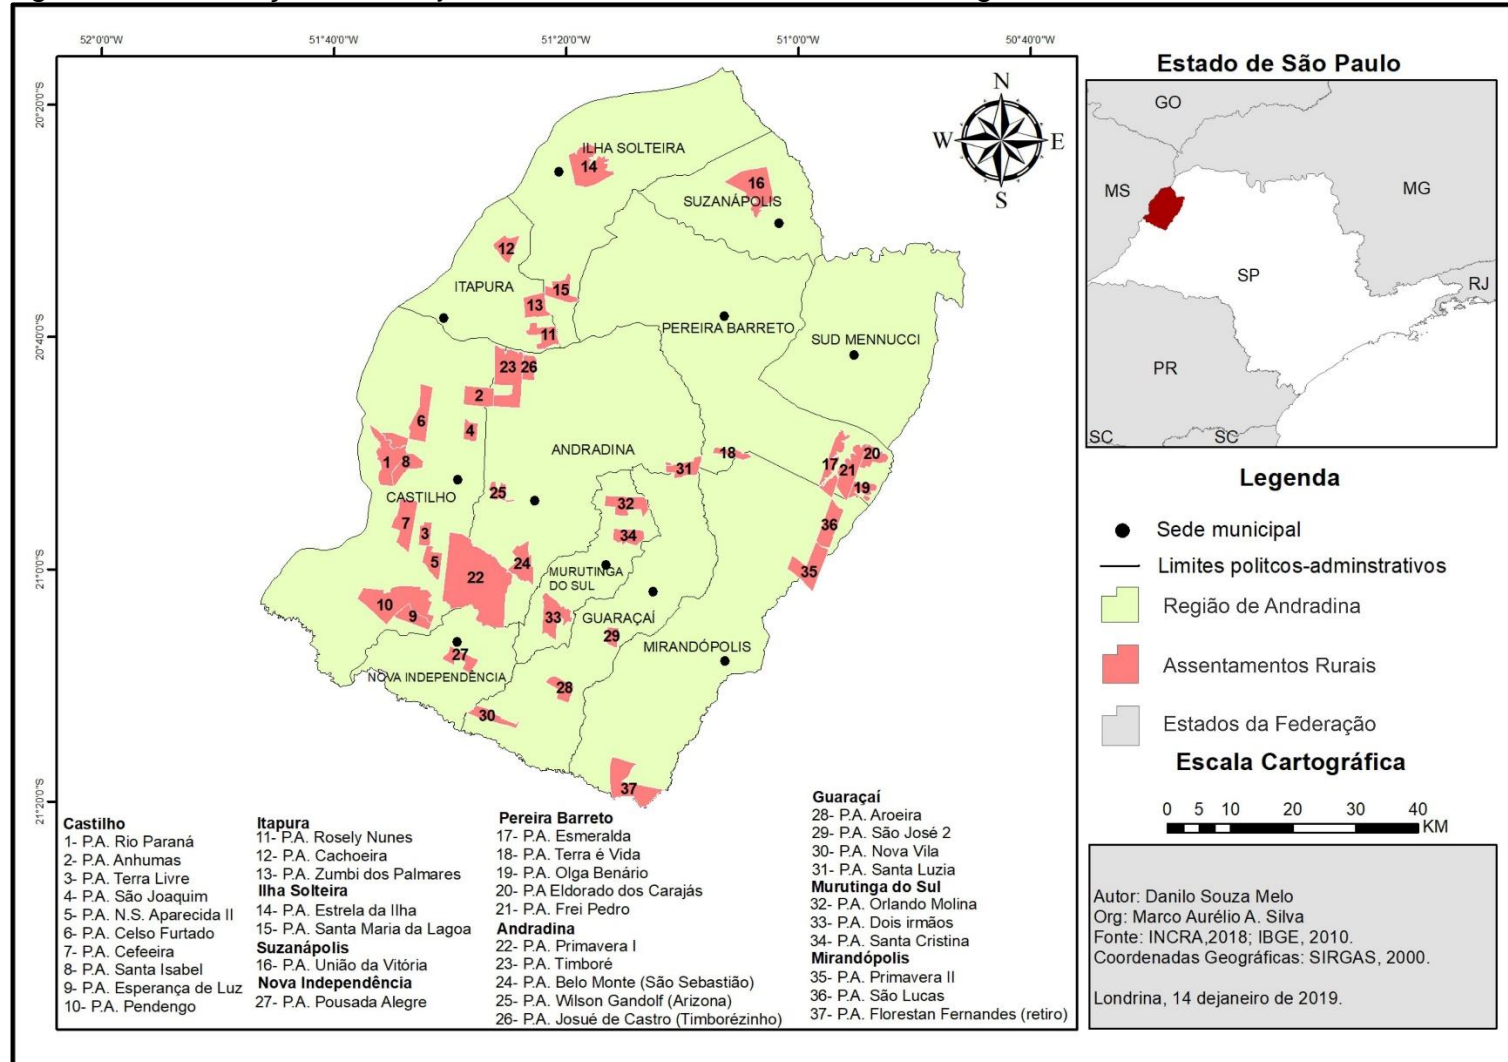 52°0'0"W 51°40'0"W 51°20'0"W 51°0'0"W 50°40'0"W
20°20'0"S
20°40'0"S
21°0'0"S
21°20'0"S
N
W E
S
ILHA SOLTEIRA
14
16
SUZANÁPOLIS
12
ITAPURA
15
13
11
PEREIRA BARRETO
SUD MENNUCCI
23 26
2
6
4
ANDRADINA
18
17
20
21
31
1 8
19
CASTILHO
25
32
36
7
3
34
5
24
22
MURUTINGA
DO SUL
35
10
9
33
GUARAÇAÍ
29
MIRANDÓPOLIS
27
NOVA INDEPENDÊNCIA
28
30
37
Castilho
1- P.A. Rio Paraná
2- P.A. Anhumas
3- P.A. Terra Livre
4- P.A. São Joaquim
5- P.A. N.S. Aparecida II
6- P.A. Celso Furtado
7- P.A. Cefeeira
8- P.A. Santa Isabel
9- P.A. Esperança de Luz
10- P.A. Pendengo
Itapura
11- P.A. Rosely Nunes
12- P.A. Cachoeira
13- P.A. Zumbi dos Palmares
Ilha Solteira
14- P.A. Estrela da Ilha
15- P.A. Santa Maria da Lagoa
Suzanápolis
16- P.A. União da Vitória
Nova Independência
27- P.A. Pousada Alegre
Pereira Barreto
17- P.A. Esmeralda
18- P.A. Terra é Vida
19- P.A. Olga Benário
20- P.A Eldorado dos Carajás
21- P.A. Frei Pedro
Andradina
22- P.A. Primavera I
23- P.A. Timboré
24- P.A. Belo Monte (São Sebastião)
25- P.A. Wilson Gandolf (Arizona)
26- P.A. Josué de Castro (Timborézinho)
Guaraçaí
28- P.A. Aroeira
29- P.A. São José 2
30- P.A. Nova Vila
31- P.A. Santa Luzia
Murutinga do Sul
32- P.A. Orlando Molina
33- P.A. Dois irmãos
34- P.A. Santa Cristina
Mirandópolis
35- P.A. Primavera II
36- P.A. São Lucas
37- P.A. Florestan Fernandes (retiro)
Estado de São Paulo
GO
MS
MG
SP
RJ
PR
SC SC
Legenda
Sede municipal
Limites politcos-adminstrativos
Região de Andradina
Assentamentos Rurais
Estados da Federação
Escala Cartográfica
0 5 10 20 30 40
KM
Autor: Danilo Souza Melo
Org: Marco Aurélio A. Silva
Fonte: INCRA,2018; IBGE, 2010.
Coordenadas Geográficas: SIRGAS, 2000.
Londrina, 14 dejaneiro de 2019.